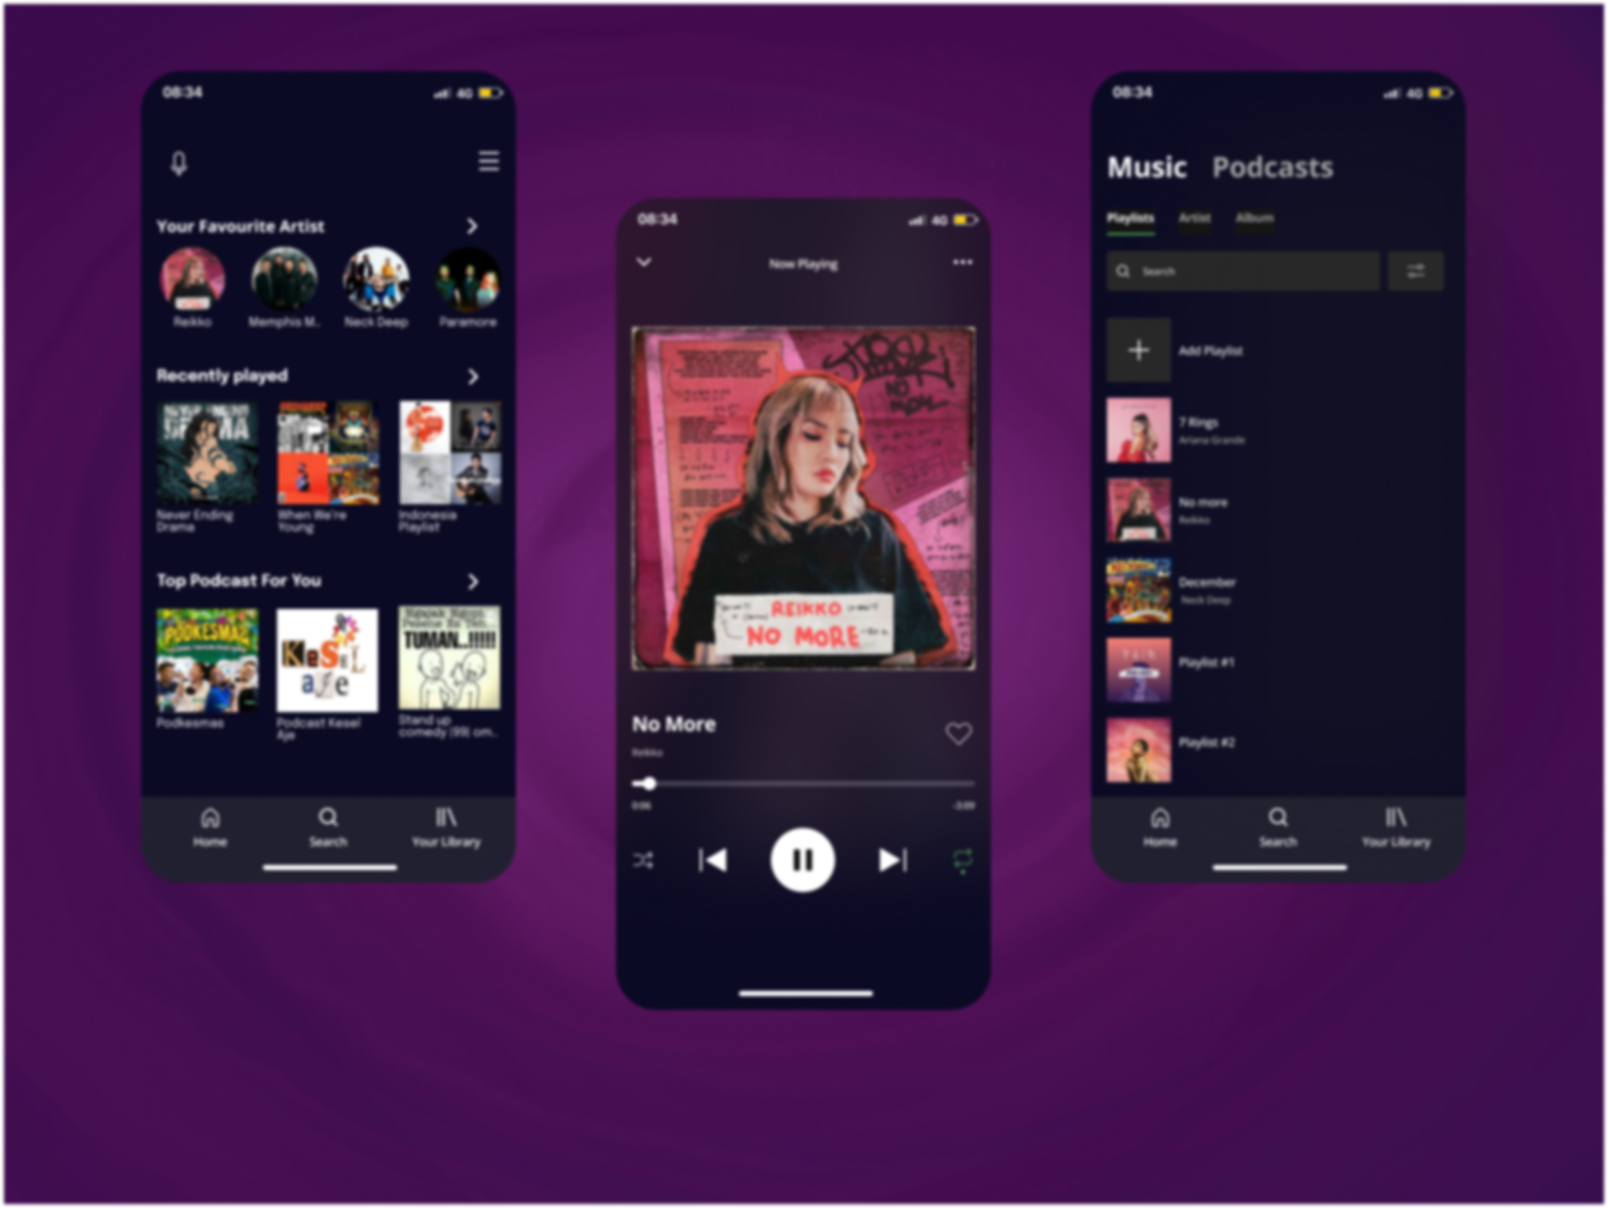 08:34
4G
Your Favourite Artist
Reikko
Memphis M..
Neck Deep
Paramore
Recently played
Never Ending
Drama
When We're
Young
Indonesia
Playlist
Top Podcast For You
PODKESMAS
KeSeL
aJe
TUMAN..!!!!!
Podkesmas
Podcast Kesel
Aje
Stand up
comedy
Home
Search
Your Library
08:34
4G
Now Playing
NO
REIKKO
NO MORE
No More
Reikko
0:06
-3:09
08:34
4G
Music
Podcasts
Playlists
Artist
Album
Search
Add Playlist
7 Rings
Ariana Grande
No more
Reikko
December
Neck Deep
Playlist #1
Playlist #2
Home
Search
Your Library